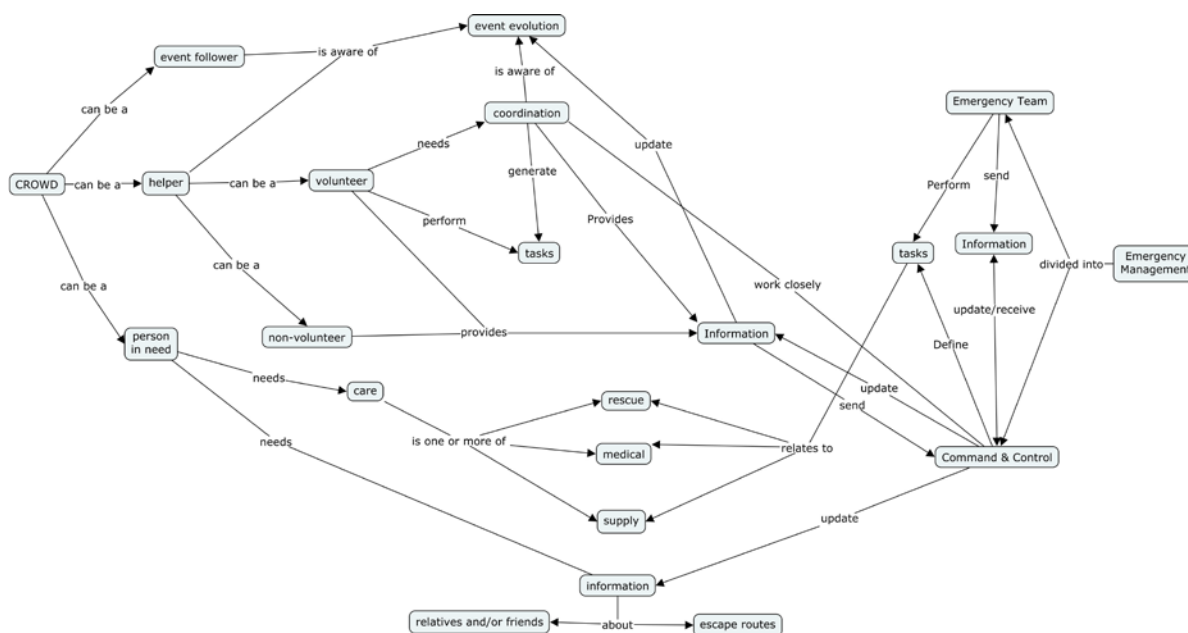 event evolution
event follower
is aware of
is aware of
can be a
coordination
Emergency Team
needs
update
generate
send
CROWD
can be a
helper
can be a
volunteer
Perform
perform
Provides
tasks
tasks
Information
can be a
divided into
Emergency
Management
can be a
work closely
update/receive
person
in need
non-volunteer
provides
Information
Define
needs
care
update
send
rescue
needs
is one or more of
medical
relates to
Command & Control
supply
update
information
relatives and/or friends
about
escape routes